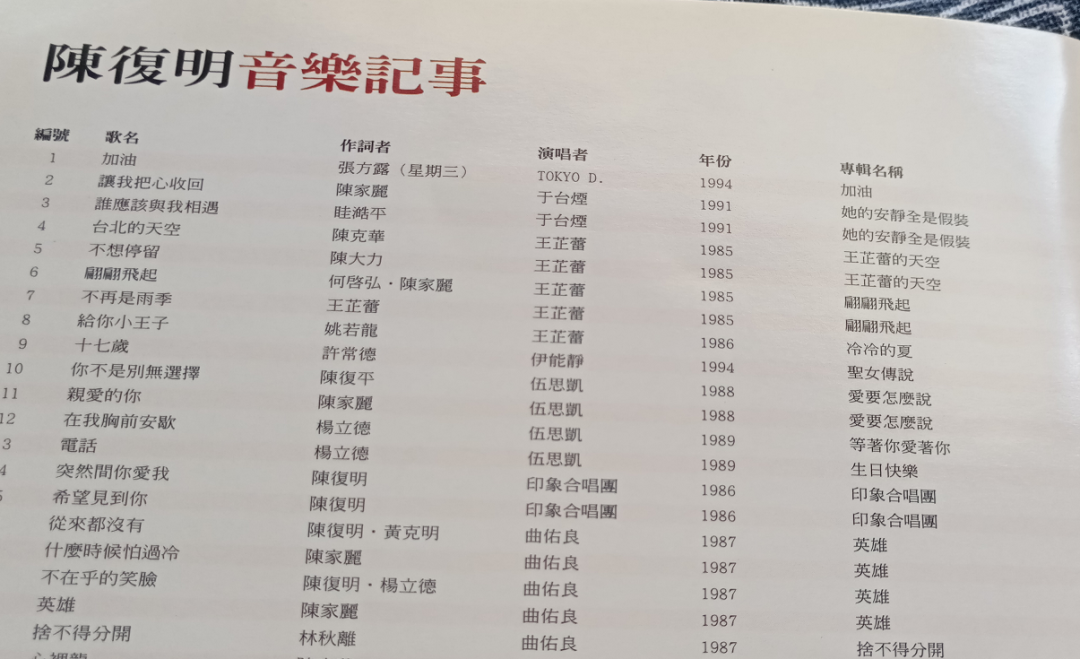 陳復明音樂記事
編號 歌名 作詞者 演唱者 年份 專輯名稱
1 加油 張方露（星期三） TOKYO D. 1994 加油
2 讓我把心收回 陳家麗 于台煙 1991 她的安靜全是假裝
3 誰應該與我相遇 眭澔平 于台煙 1991 她的安靜全是假裝
4 台北的天空 陳克華 王芷蕾 1985 王芷蕾的天空
5 不想停留 陳大力 王芷蕾 1985 王芷蕾的天空
6 翩翩飛起 何啓弘・陳家麗 王芷蕾 1985 翩翩飛起
7 不再是雨季 王芷蕾 王芷蕾 1985 翩翩飛起
8 給你小王子 姚若龍 王芷蕾 1986 冷冷的夏
9 十七歲 許常德 伊能靜 1994 聖女傳說
10 你不是別無選擇 陳復平 伍思凱 1988 愛要怎麼說
11 親愛的你 陳家麗 伍思凱 1988 愛要怎麼說
12 在我胸前安歇 楊立德 伍思凱 1989 等著你愛著你
3 電話 楊立德 伍思凱 1989 生日快樂
4 突然間你愛我 陳復明 印象合唱團 1986 印象合唱團
希望見到你 陳復明 印象合唱團 1986 印象合唱團
從來都沒有 陳復明・黃克明 曲佑良 1987 英雄
什麼時候怕過冷 陳家麗 曲佑良 1987 英雄
不在乎的笑臉 陳復明・楊立德 曲佑良 1987 英雄
英雄 陳家麗 曲佑良 1987 英雄
捨不得分開 林秋離 曲佑良 1987 捨不得分開